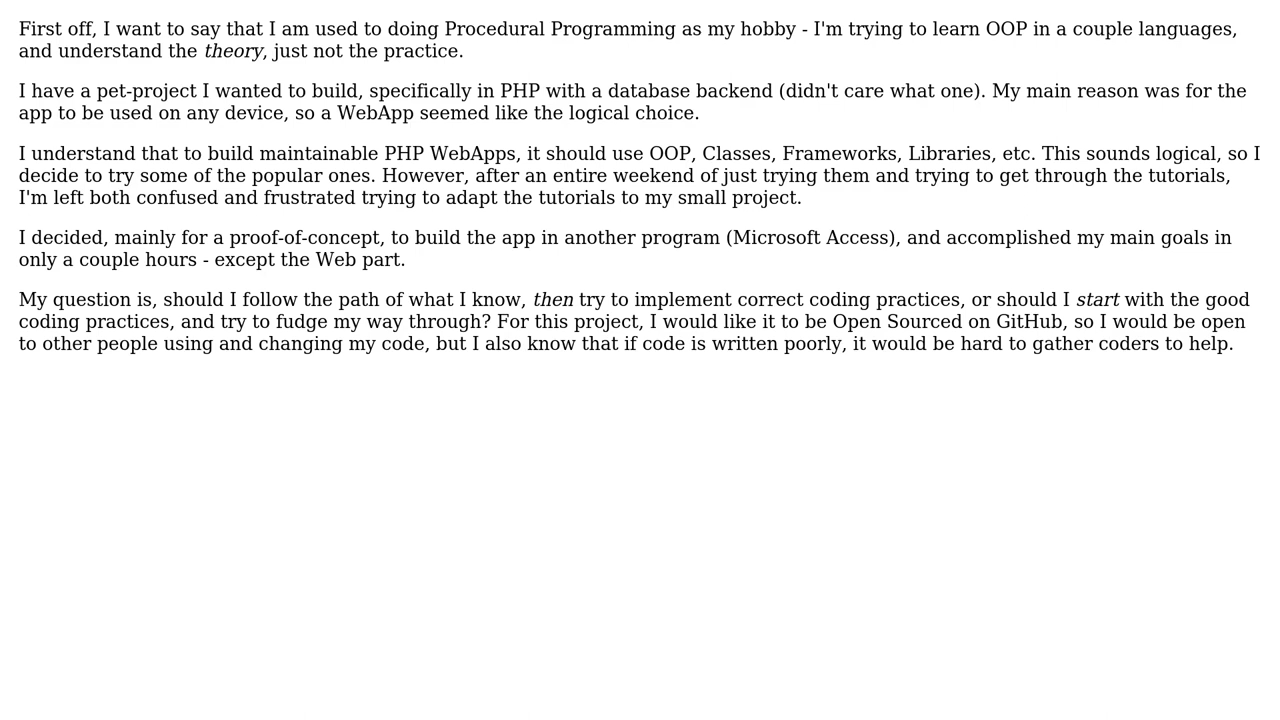 First off, I want to say that I am used to doing Procedural Programming as my hobby - I'm trying to learn OOP in a couple languages,
and understand the theory, just not the practice.
I have a pet-project I wanted to build, specifically in PHP with a database backend (didn't care what one). My main reason was for the
app to be used on any device, so a WebApp seemed like the logical choice.
I understand that to build maintainable PHP WebApps, it should use OOP, Classes, Frameworks, Libraries, etc. This sounds logical, so I
decide to try some of the popular ones. However, after an entire weekend of just trying them and trying to get through the tutorials,
I'm left both confused and frustrated trying to adapt the tutorials to my small project.
I decided, mainly for a proof-of-concept, to build the app in another program (Microsoft Access), and accomplished my main goals in
only a couple hours - except the Web part.
My question is, should I follow the path of what I know, then try to implement correct coding practices, or should I start with the good
coding practices, and try to fudge my way through? For this project, I would like it to be Open Sourced on GitHub, so I would be open
to other people using and changing my code, but I also know that if code is written poorly, it would be hard to gather coders to help.